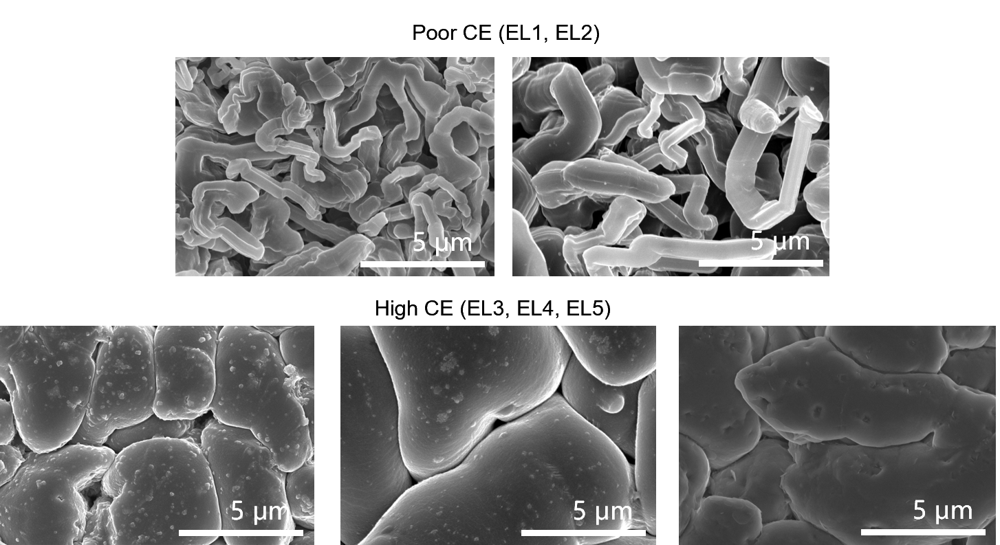 Poor CE (EL1, EL2)
5 μm
5 μm
High CE (EL3, EL4, EL5)
5 μm
5 μm
5 μm